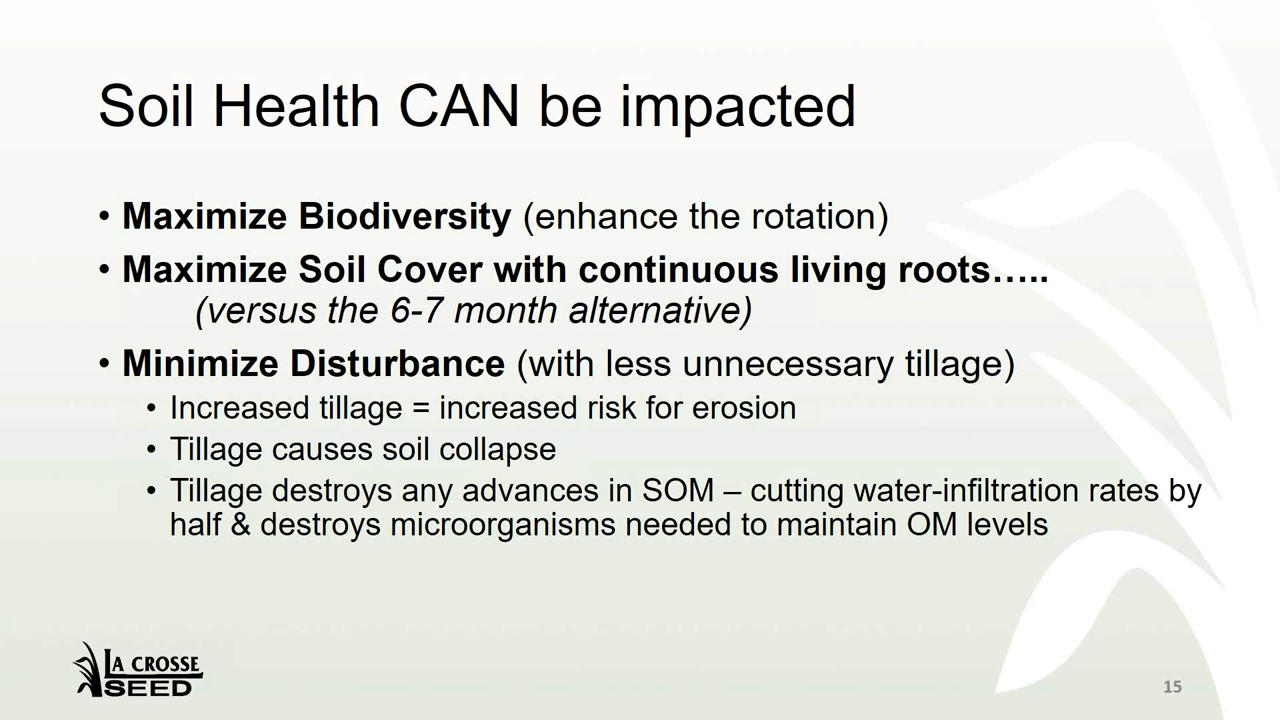 Soil Health CAN be impacted
• Maximize Biodiversity (enhance the rotation)
• Maximize Soil Cover with continuous living roots…..
(versus the 6-7 month alternative)
• Minimize Disturbance (with less unnecessary tillage)
• Increased tillage = increased risk for erosion
• Tillage causes soil collapse
• Tillage destroys any advances in SOM – cutting water-infiltration rates by
half & destroys microorganisms needed to maintain OM levels
LA CROSSE
SEED
15